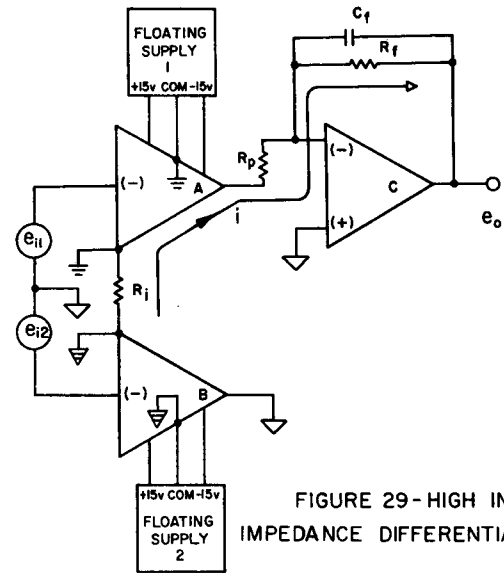 FLOATING
SUPPLY
1
+15v COM -15v
(-)
A
Rp
Cf
Rf
(-)
C
(+)
eo
i
ei1
Ri
ei2
(-)
B
+15v COM -15v
FLOATING
SUPPLY
2
FIGURE 29-HIGH IN
IMPEDANCE DIFFERENTIA